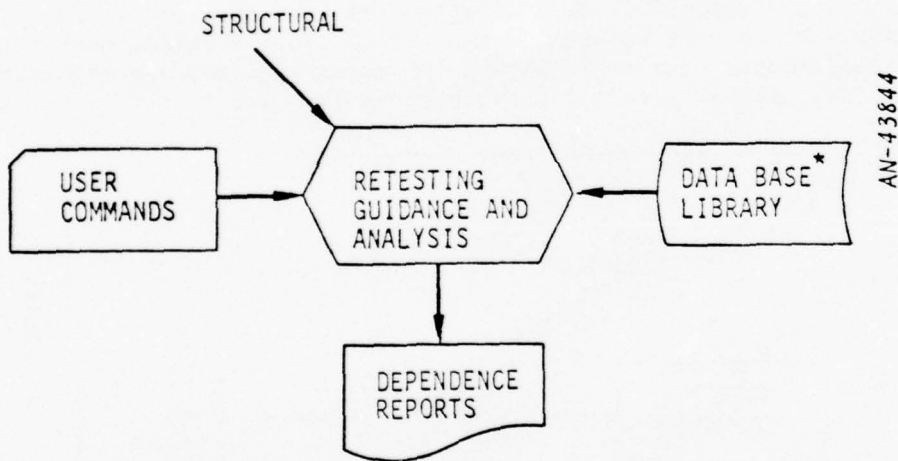 STRUCTURAL
USER
COMMANDS
RETESTING
GUIDANCE AND
ANALYSIS
DATA BASE*
LIBRARY
DEPENDENCE
REPORTS
AN-43844